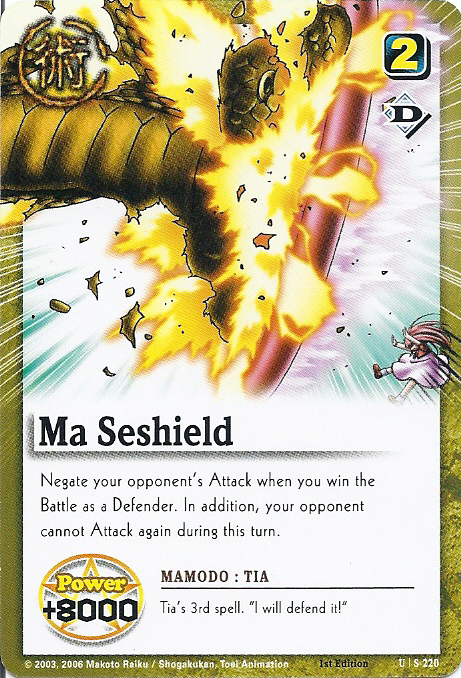 術
2
D
Ma Seshield
Negate your opponent's Attack when you win the
Battle as a Defender. In addition, your opponent
cannot Attack again during this turn.
Power
+8000
MAMODO : TIA
Tia's 3rd spell. "I will defend it!"
© 2003, 2006 Makoto Raiku / Shogakukan, Toei Animation
1st Edition
U | S-220